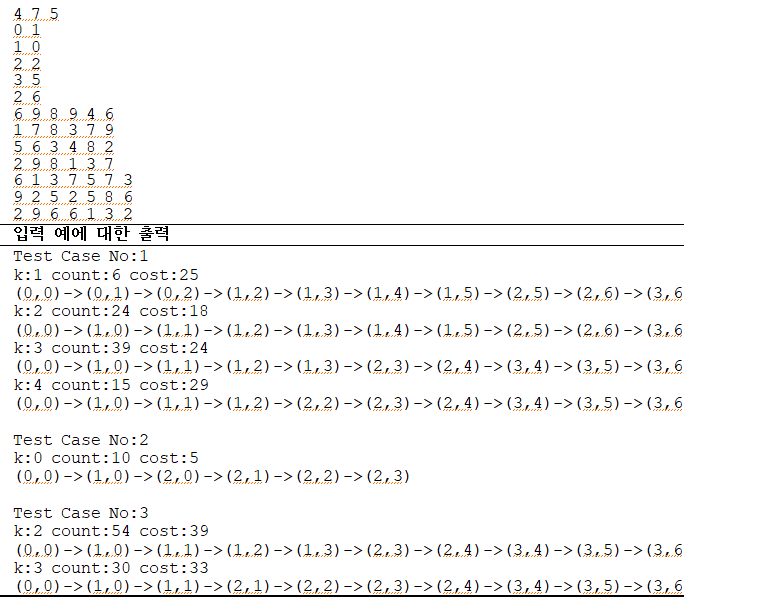 4 7 5
0 1
1 0
2 2
3 5
2 6
6 9 8 9 4 6
1 7 8 3 7 9
5 6 3 4 8 2
2 9 8 1 3 7
6 1 3 7 5 7 3
9 2 5 2 5 8 6
2 9 6 6 1 3 2
입력 예에 대한 출력
Test Case No:1
k:1 count:6 cost:25
(0,0)->(0,1)->(0,2)->(1,2)->(1,3)->(1,4)->(1,5)->(2,5)->(2,6)->(3,6
k:2 count:24 cost:18
(0,0)->(1,0)->(1,1)->(1,2)->(1,3)->(1,4)->(1,5)->(2,5)->(2,6)->(3,6
k:3 count:39 cost:24
(0,0)->(1,0)->(1,1)->(1,2)->(1,3)->(2,3)->(2,4)->(3,4)->(3,5)->(3,6
k:4 count:15 cost:29
(0,0)->(1,0)->(1,1)->(1,2)->(2,2)->(2,3)->(2,4)->(3,4)->(3,5)->(3,6
Test Case No:2
k:0 count:10 cost:5
(0,0)->(1,0)->(2,0)->(2,1)->(2,2)->(2,3)
Test Case No:3
k:2 count:54 cost:39
(0,0)->(1,0)->(1,1)->(1,2)->(1,3)->(2,3)->(2,4)->(3,4)->(3,5)->(3,6
k:3 count:30 cost:33
(0,0)->(1,0)->(1,1)->(2,1)->(2,2)->(2,3)->(2,4)->(3,4)->(3,5)->(3,6